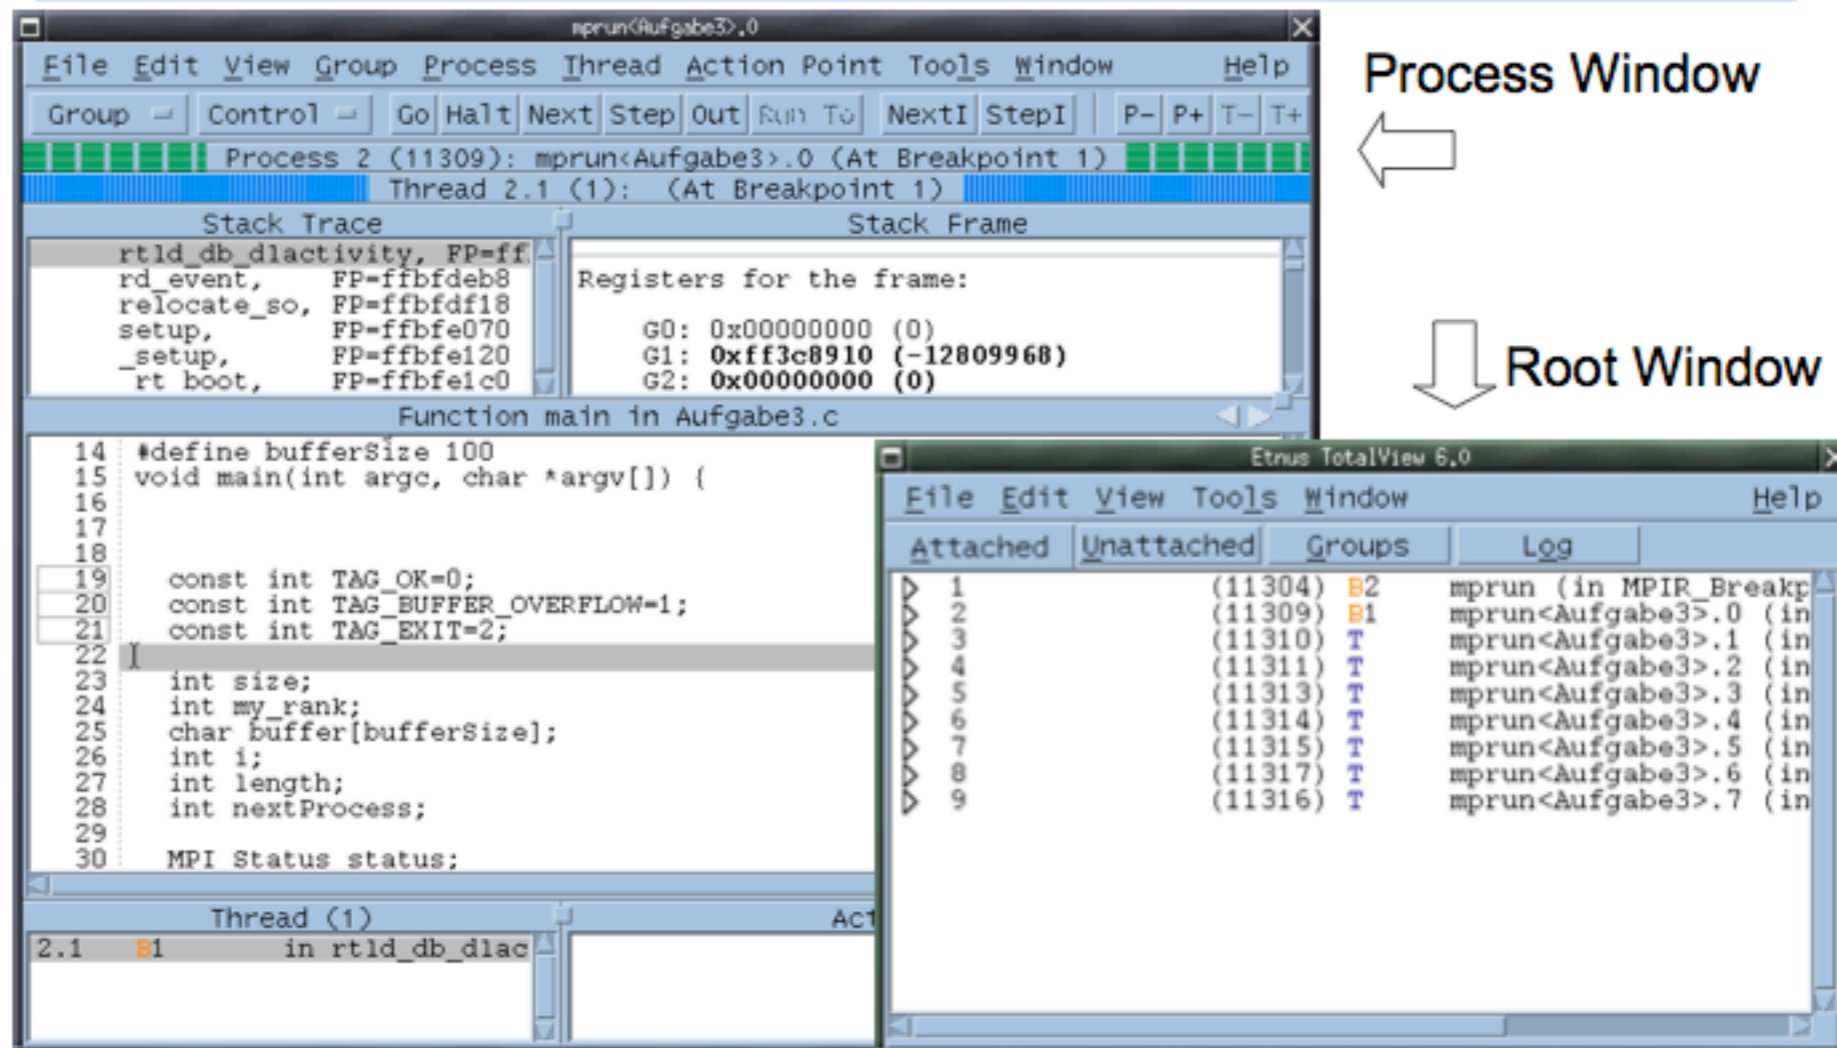 mprun<Aufgabe3>.0
File Edit View Group Process Thread Action Point Tools Window Help
Group Control Go Halt Next Step Out Run To NextI StepI P- P+ T- T+
Process 2 (11309): mprun<Aufgabe3>.0 (At Breakpoint 1)
Thread 2.1 (1): (At Breakpoint 1)
Stack Trace
rtld_db_dlactivity, FP=ff
rd_event, FP=ffbfdeb8
relocate_so, FP=ffbfdf18
setup, FP=ffbfe070
_setup, FP=ffbfe120
_rt_boot, FP=ffbfe1c0
Stack Frame
Registers for the frame:
G0: 0x00000000 (0)
G1: 0xff3c8910 (-12809968)
G2: 0x00000000 (0)
Function main in Aufgabe3.c
14 #define bufferSize 100
15 void main(int argc, char *argv[]) {
16
17
18
19 const int TAG_OK=0;
20 const int TAG_BUFFER_OVERFLOW=1;
21 const int TAG_EXIT=2;
22
23 int size;
24 int my_rank;
25 char buffer[bufferSize];
26 int i;
27 int length;
28 int nextProcess;
29
30 MPI_Status status;
Thread (1)
2.1 B1 in rtld_db_dlac
Act
Process Window
Root Window
Etnus TotalView 6.0
File Edit View Tools Window Help
Attached Unattached Groups Log
1 (11304) B2 mprun (in MPIR_Breakp
2 (11309) B1 mprun<Aufgabe3>.0 (in
3 (11310) T mprun<Aufgabe3>.1 (in
4 (11311) T mprun<Aufgabe3>.2 (in
5 (11313) T mprun<Aufgabe3>.3 (in
6 (11314) T mprun<Aufgabe3>.4 (in
7 (11315) T mprun<Aufgabe3>.5 (in
8 (11317) T mprun<Aufgabe3>.6 (in
9 (11316) T mprun<Aufgabe3>.7 (in